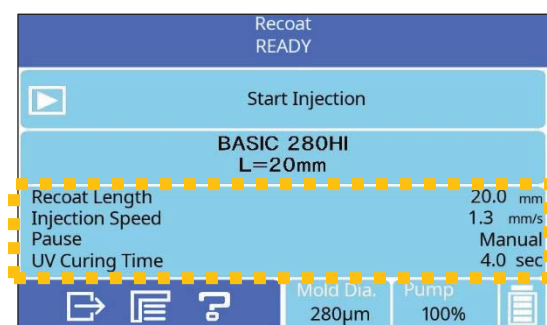 Recoat
READY
Start Injection
BASIC 280HI
L=20mm
Recoat Length 20.0 mm
Injection Speed 1.3 mm/s
Pause Manual
UV Curing Time 4.0 sec
Mold Dia. Pump
280μm 100%